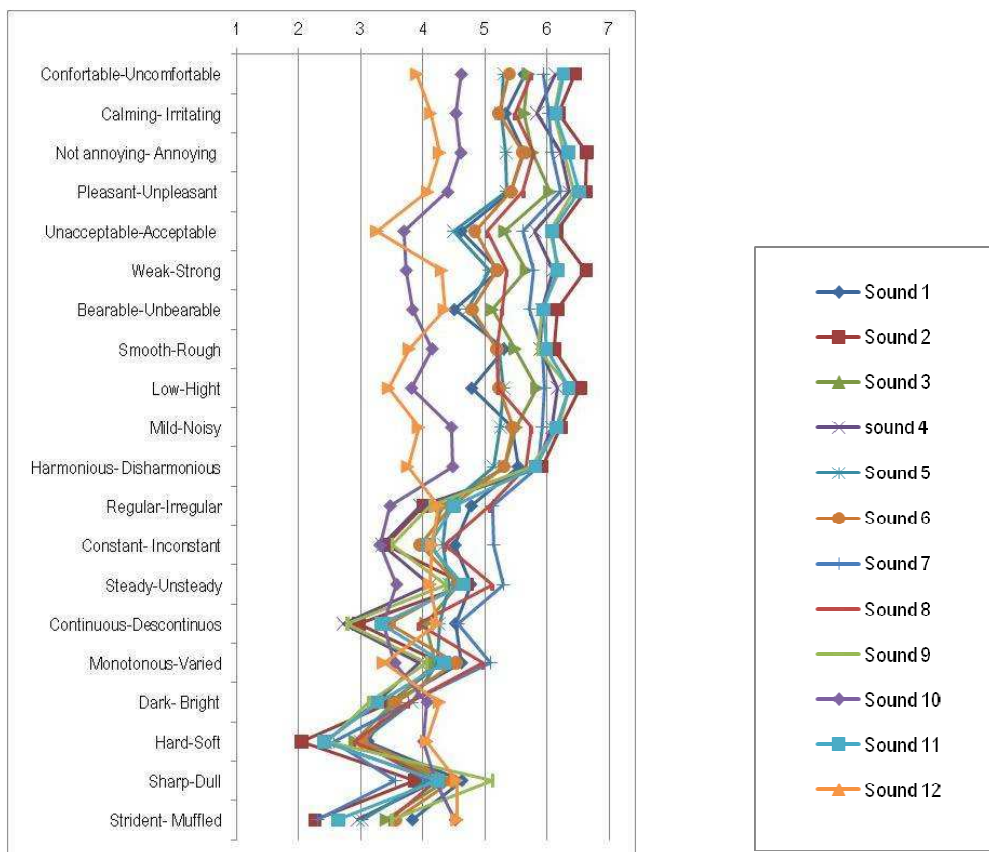 1 2 3 4 5 6 7
Confortable-Uncomfortable
Calming- Irritating
Not annoying- Annoying
Pleasant-Unpleasant
Unacceptable-Acceptable
Weak-Strong
Bearable-Unbearable
Smooth-Rough
Low-Hight
Mild-Noisy
Harmonious- Disharmonious
Regular-Irregular
Constant- Inconstant
Steady-Unsteady
Continuous-Descontinuos
Monotonous-Varied
Dark- Bright
Hard-Soft
Sharp-Dull
Strident- Muffled
Sound 1
Sound 2
Sound 3
sound 4
Sound 5
Sound 6
Sound 7
Sound 8
Sound 9
Sound 10
Sound 11
Sound 12